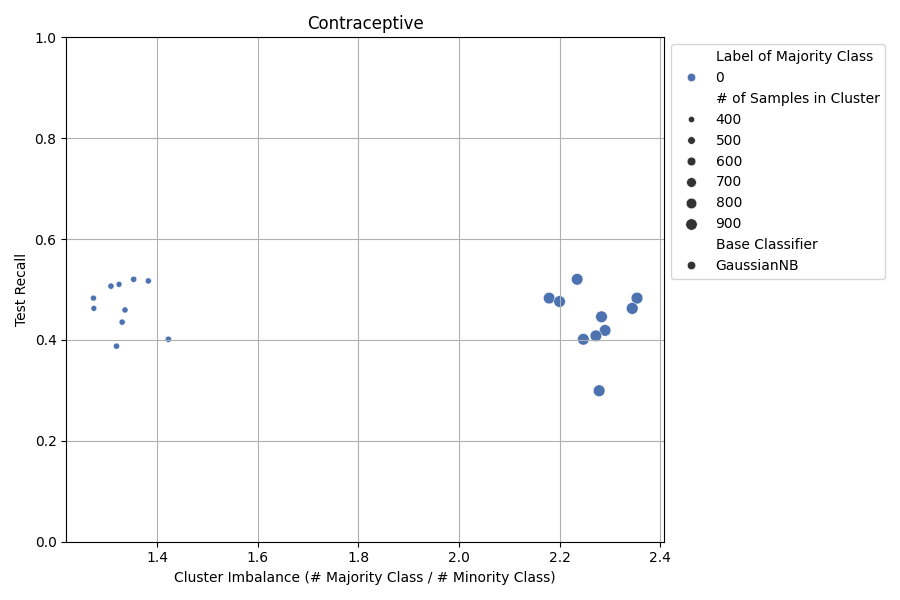 Contraceptive
1.0
0.8
0.6
0.4
0.2
0.0
Test Recall
1.4
1.6
1.8
2.0
2.2
2.4
Cluster Imbalance (# Majority Class / # Minority Class)
Label of Majority Class
0
# of Samples in Cluster
400
500
600
700
800
900
Base Classifier
GaussianNB